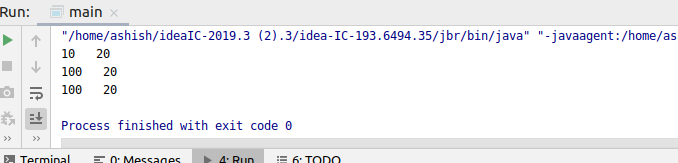 Run: main ×
"/home/ashish/ideaIC-2019.3 (2).3/idea-IC-193.6494.35/jbr/bin/java" "-javaagent:/home/as
10   20
100   20
100   20
Process finished with exit code 0
>> >>
Terminal 0: Messages 4: Run 6: TODO